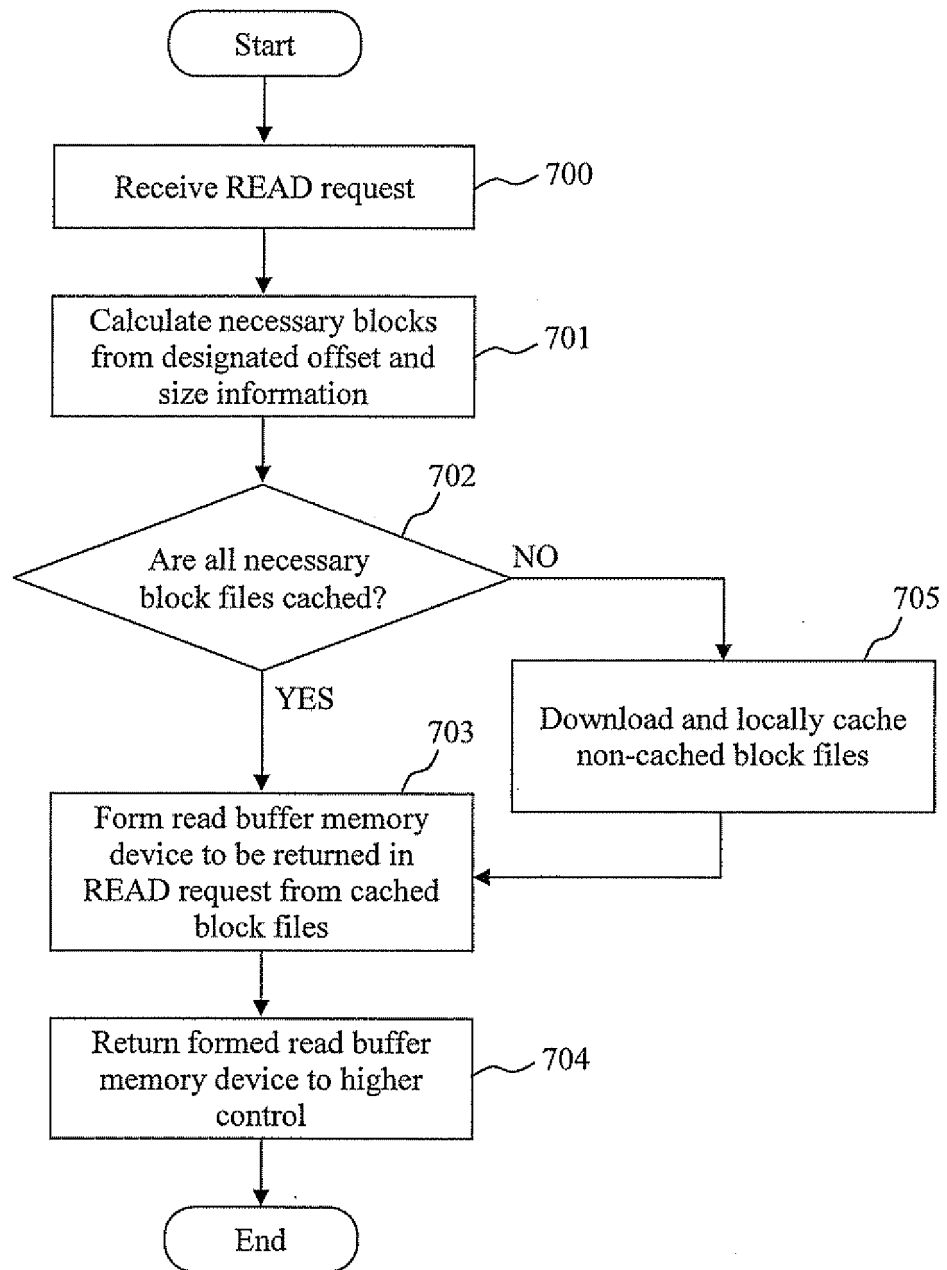 Start
Receive READ request
700
Calculate necessary blocks
from designated offset and
size information
701
702
Are all necessary
block files cached?
NO
YES
705
Download and locally cache
non-cached block files
703
Form read buffer memory
device to be returned in
READ request from cached
block files
Return formed read buffer
memory device to higher
control
704
End